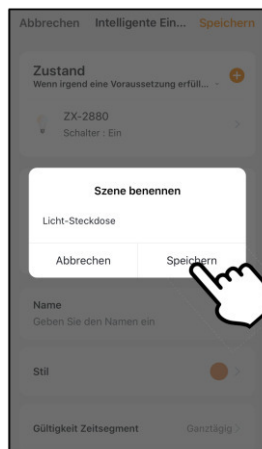 Abbrechen Intelligente Ein... Speichern
Zustand
Wenn irgend eine Voraussetzung erfüll...
ZX-2880
Schalter : Ein
Szene benennen
Licht-Steckdose
Abbrechen Speichern
Name
Geben Sie den Namen ein
Stil
Gültigkeit Zeitsegment Ganztägig